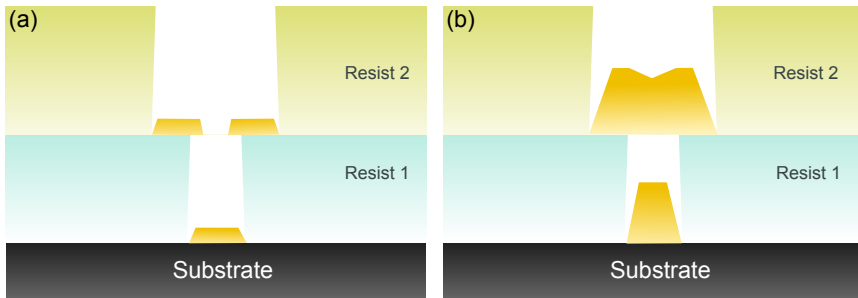 (a)
Resist 2
Resist 1
Substrate
(b)
Resist 2
Resist 1
Substrate